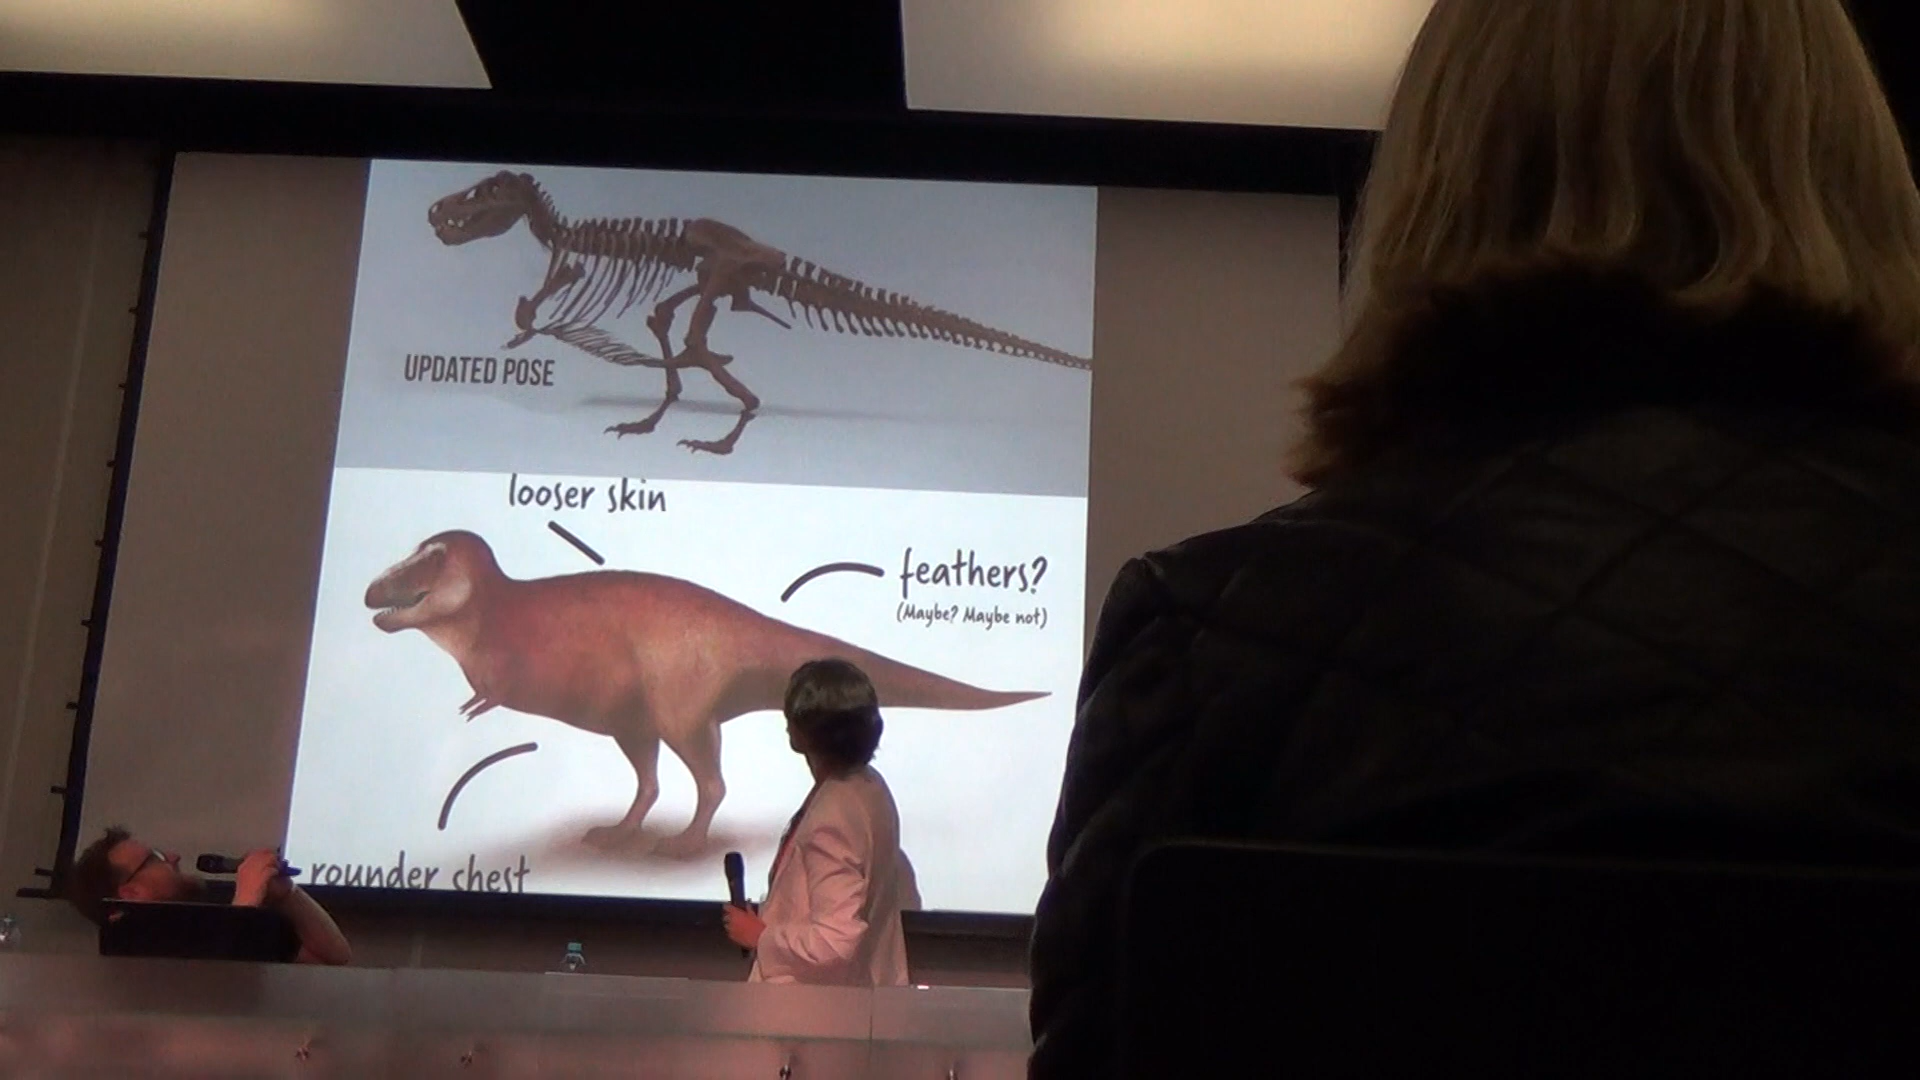 UPDATED POSE
looser skin
feathers?
(Maybe? Maybe not)
rounder chest